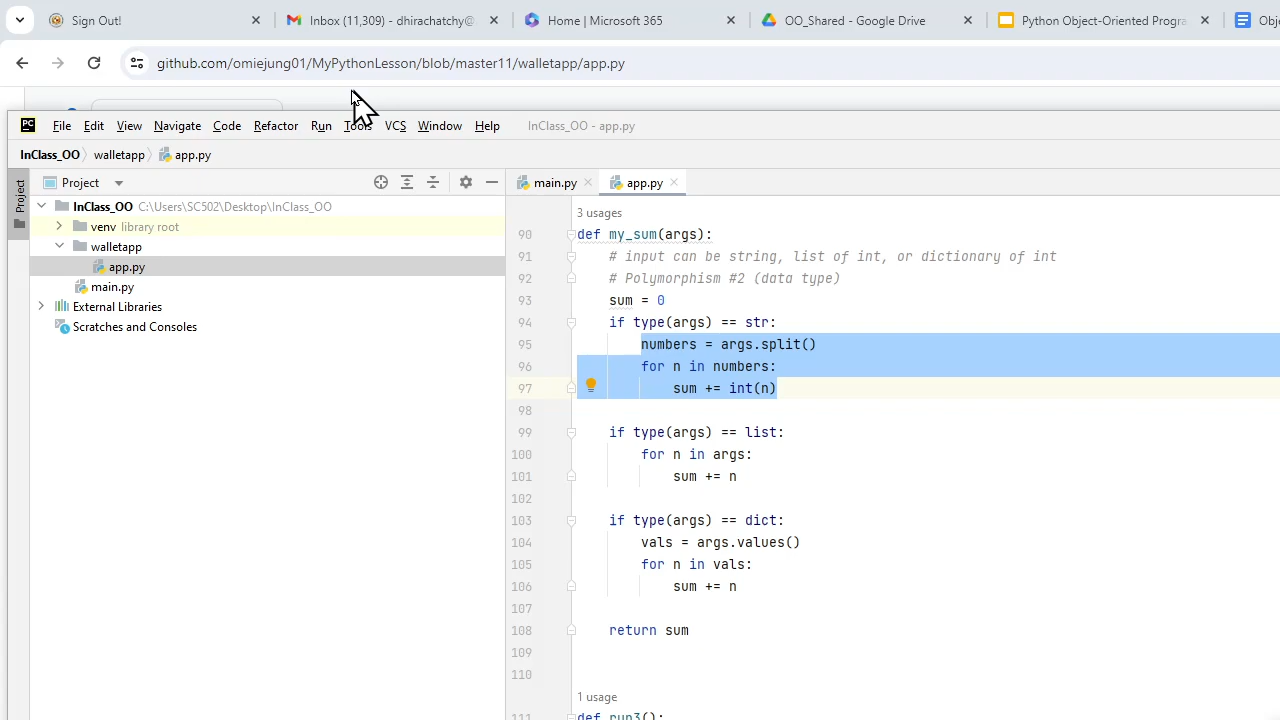 Sign Out!
Inbox (11,309) - dhirachatchy@
Home | Microsoft 365
OO_Shared - Google Drive
Python Object-Oriented Progra
Obj
github.com/omiejung01/MyPythonLesson/blob/master11/walletapp/app.py
PC File Edit View Navigate Code Refactor Run Tools VCS Window Help InClass_OO - app.py
InClass_OO walletapp app.py
Project
Project
main.py
app.py
InClass_OO C:\Users\SC502\Desktop\InClass_OO
venv library root
walletapp
app.py
main.py
External Libraries
Scratches and Consoles
3 usages
90 def my_sum(args):
91 # input can be string, list of int, or dictionary of int
92 # Polymorphism #2 (data type)
93 sum = 0
94 if type(args) == str:
95 numbers = args.split()
96 for n in numbers:
97 sum += int(n)
98
99 if type(args) == list:
100 for n in args:
101 sum += n
102
103 if type(args) == dict:
104 vals = args.values()
105 for n in vals:
106 sum += n
107
108 return sum
109
110
1 usage
111 def run3():